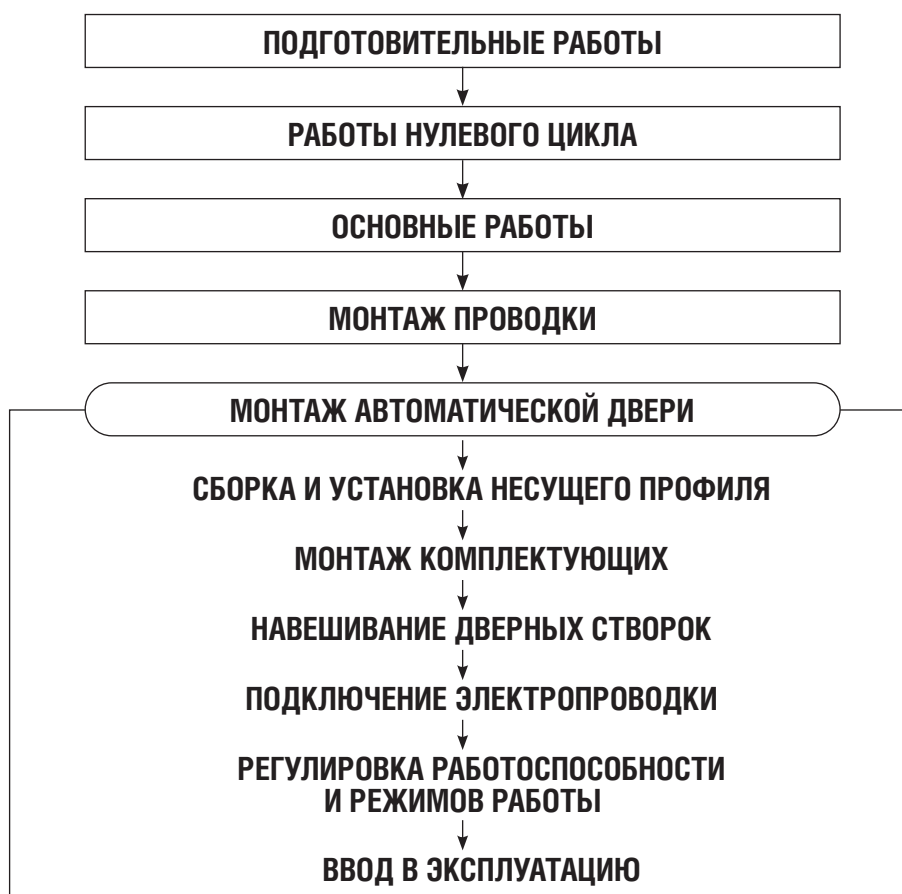 ПОДГОТОВИТЕЛЬНЫЕ РАБОТЫ
РАБОТЫ НУЛЕВОГО ЦИКЛА
ОСНОВНЫЕ РАБОТЫ
МОНТАЖ ПРОВОДКИ
МОНТАЖ АВТОМАТИЧЕСКОЙ ДВЕРИ
СБОРКА И УСТАНОВКА НЕСУЩЕГО ПРОФИЛЯ
МОНТАЖ КОМПЛЕКТУЮЩИХ
НАВЕШИВАНИЕ ДВЕРНЫХ СТВОРОК
ПОДКЛЮЧЕНИЕ ЭЛЕКТРОПРОВОДКИ
РЕГУЛИРОВКА РАБОТОСПОСОБНОСТИ
И РЕЖИМОВ РАБОТЫ
ВВОД В ЭКСПЛУАТАЦИЮ